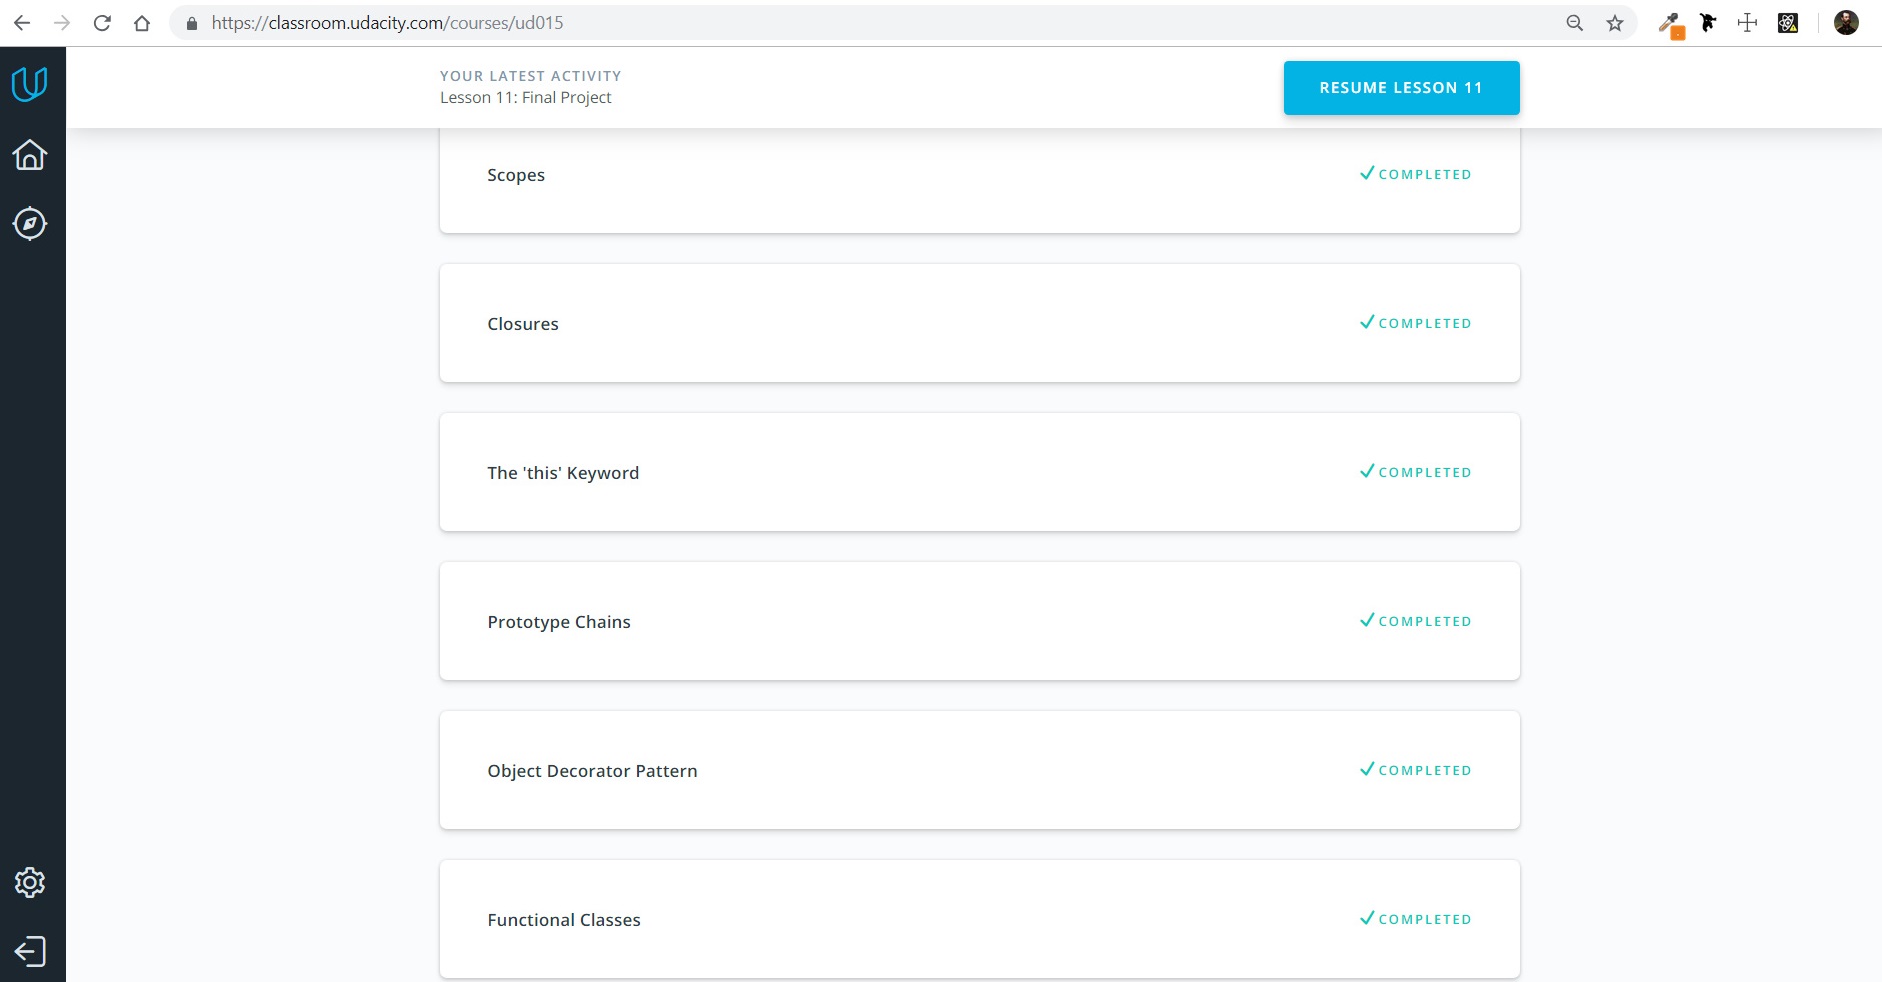 https://classroom.udacity.com/courses/ud015
YOUR LATEST ACTIVITY
Lesson 11: Final Project
RESUME LESSON 11
Scopes
COMPLETED
Closures
COMPLETED
The 'this' Keyword
COMPLETED
Prototype Chains
COMPLETED
Object Decorator Pattern
COMPLETED
Functional Classes
COMPLETED